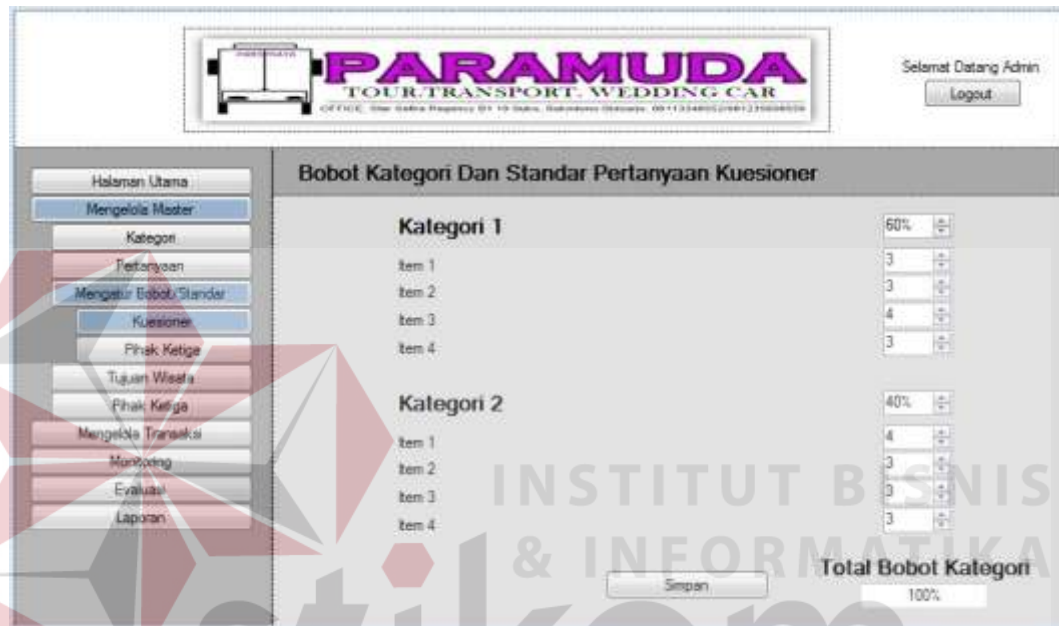 PARAMUDA
TOUR.TRANSPORT. WEDDING CAR
Selamat Datang Admin
Logout
Halaman Utama
Mengelola Master
Kategori
Pertanyaan
Mengatur Bobot/Standar
Kuesioner
Pihak Ketiga
Tujuan Wisata
Pihak Ketiga
Mengelola Transaksi
Monitoring
Evaluasi
Laporan
Bobot Kategori Dan Standar Pertanyaan Kuesioner
Kategori 1 60%
Item 1 3
Item 2 3
Item 3 4
Item 4 3
Kategori 2 40%
Item 1 4
Item 2 3
Item 3 3
Item 4 3
Simpan
Total Bobot Kategori
100%
INSTITUT BISNIS
& INFORMATIKA
stikom